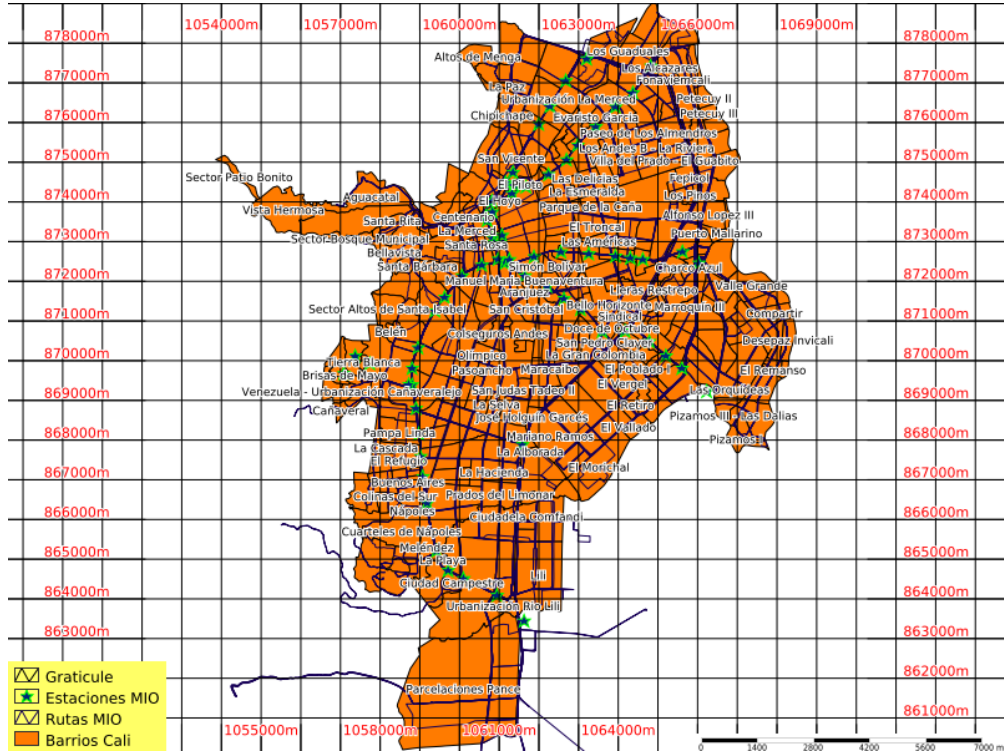 1054000m 1057000m 1060000m 1063000m 1066000m 1069000m
878000m 878000m
Los Guaduales
Altos de Menga
Los Alcazares
877000m 877000m
Fonaviemcali
La Paz
Urbanización La Merced
Petecuy II
876000m 876000m
Chipichape
Evaristo García
Petecuy III
Paseo de Los Almendros
875000m 875000m
Los Andes B - La Riviera
San Vicente
Villa del Prado - El Guabito
Sector Patio Bonito
Las Delicias
Fepicol
El Piloto
874000m 874000m
Aguacatal
La Esmeralda
Los Pinos
El Hoyo
Vista Hermosa
Parque de la Caña
Santa Rita
Centenario
Alfonso Lopez III
873000m 873000m
La Merced
El Troncal
Puerto Mallarino
Sector Bosque Municipal
Santa Rosa
Las Américas
Bellavista
872000m 872000m
Santa Bárbara
Simón Bolívar
Charco Azul
Manuel María Buenaventura
Valle Grande
Aranjuez
Lleras Restrepo
871000m 871000m
Sector Altos de Santa Isabel
San Cristóbal
Bello Horizonte
Marroquín III
Compartir
Sindical
Belén
Colseguros Andes
Doce de Octubre
Desepaz Invicali
870000m 870000m
San Pedro Claver
Tierra Blanca
Olímpico
La Gran Colombia
Brisas de Mayo
Pasoancho
Maracaibo
El Poblado I
El Remanso
869000m 869000m
Venezuela - Urbanización Cañaveralejo
San Judas Tadeo II
El Vergel
Las Orquídeas
Cañaveral
La Selva
El Retiro
José Holguín Garcés
Pizamos III - Las Dalias
868000m 868000m
Pampa Linda
Mariano Ramos
El Vallado
Pizamos I
La Cascada
La Alborada
867000m 867000m
El Refugio
La Hacienda
El Morichal
Buenos Aires
Colinas del Sur
Prados del Limonar
866000m 866000m
Nápoles
Ciudadela Comfandi
Cuarteles de Nápoles
865000m 865000m
Meléndez
La Playa
Lili
864000m 864000m
Ciudad Campestre
Urbanización Río Lili
863000m 863000m
862000m 862000m
Parcelaciones Pance
861000m 861000m
1055000m 1058000m 1061000m 1064000m
Graticule
Estaciones MIO
Rutas MIO
Barrios Cali
0 1400 2800 4200 5600 7000 m